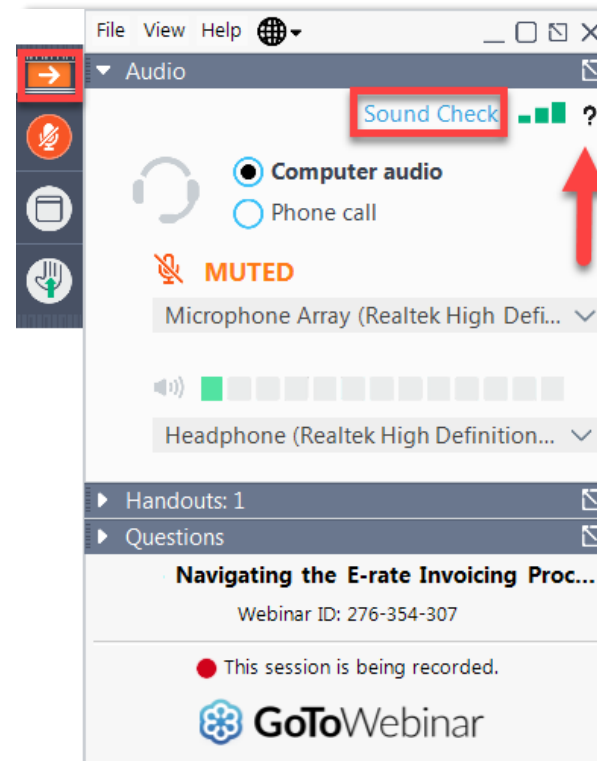 File View Help
Audio
Sound Check ?
Computer audio
Phone call
MUTED
Microphone Array (Realtek High Defi...
Headphone (Realtek High Definition...
Handouts: 1
Questions
Navigating the E-rate Invoicing Proc...
Webinar ID: 276-354-307
This session is being recorded.
GoToWebinar